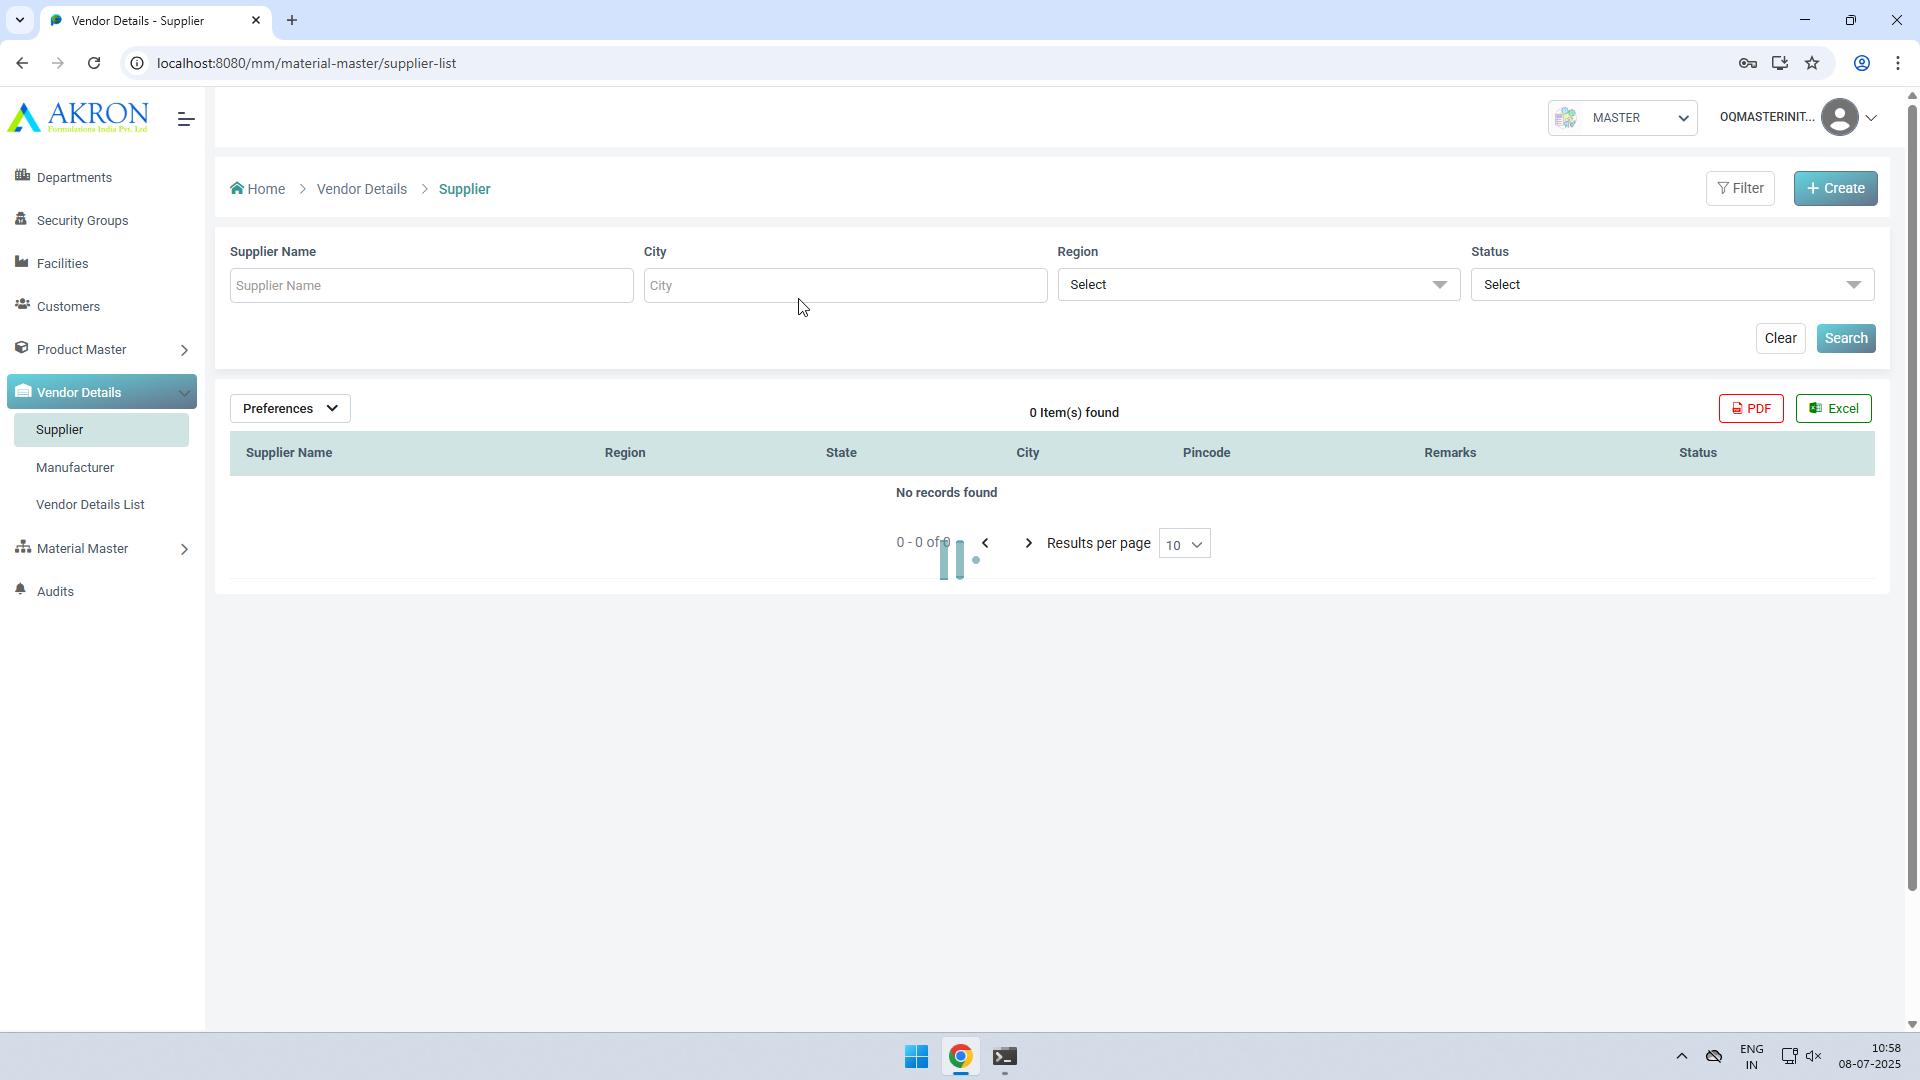 Vendor Details - Supplier
localhost:8080/mm/material-master/supplier-list
AKRON
Formulations India Pvt. Ltd
MASTER
OQMASTERINIT...
Departments
Security Groups
Facilities
Customers
Product Master
Vendor Details
Supplier
Manufacturer
Vendor Details List
Material Master
Audits
Home > Vendor Details > Supplier
Filter
+ Create
Supplier Name City Region Status
Supplier Name City Select Select
Clear Search
Preferences
0 Item(s) found
PDF
Excel
Supplier Name Region State City Pincode Remarks Status
No records found
0 - 0 of 0 Results per page 10
ENG
IN
10:58
08-07-2025